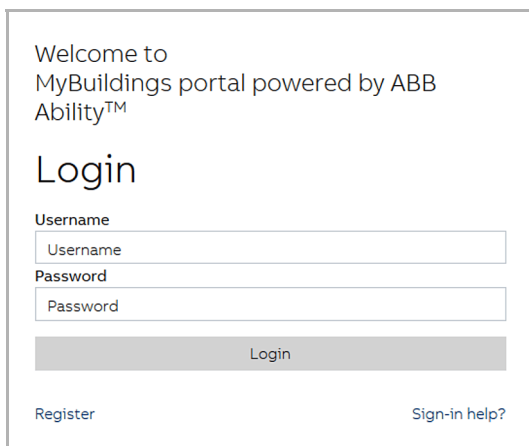 Welcome to
MyBuildings portal powered by ABB
Ability™
Login
Username
Username
Password
Password
Login
Register Sign-in help?